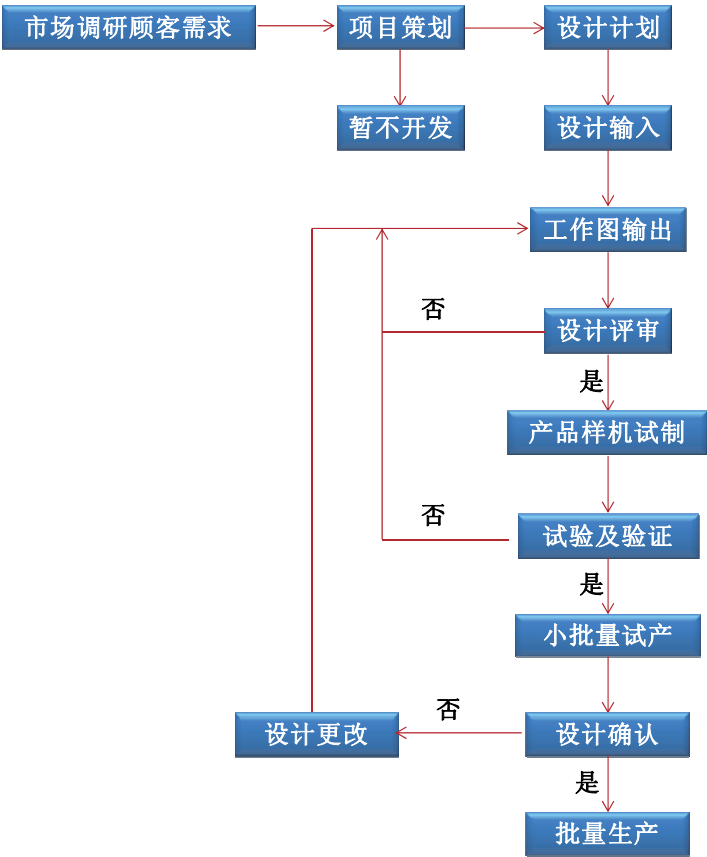 市场调研顾客需求
项目策划
设计计划
暂不开发
设计输入
工作图输出
否
设计评审
是
产品样机试制
否
试验及验证
是
小批量试产
否
设计更改
设计确认
是
批量生产